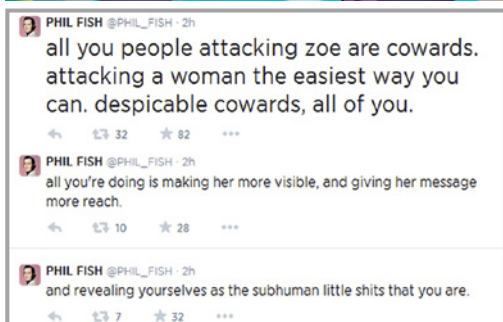 PHIL FISH @PHIL_FISH · 2h
all you people attacking zoe are cowards.
attacking a woman the easiest way you
can. despicable cowards, all of you.
32 82
PHIL FISH @PHIL_FISH · 2h
all you're doing is making her more visible, and giving her message
more reach.
10 28
PHIL FISH @PHIL_FISH · 2h
and revealing yourselves as the subhuman little shits that you are.
7 32